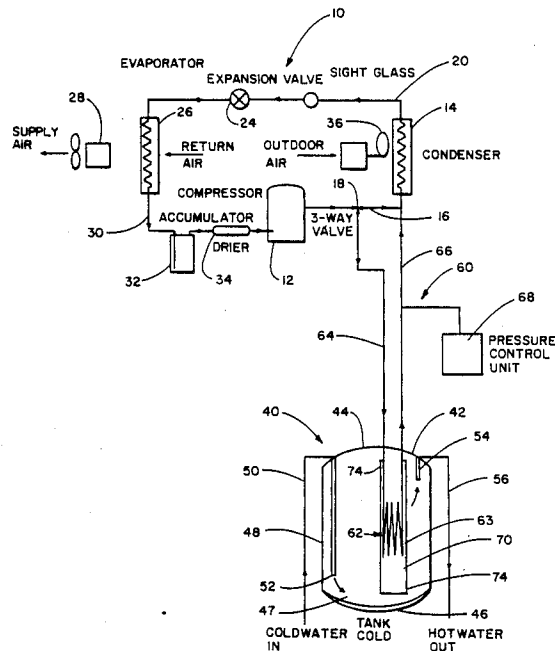 10
EVAPORATOR
EXPANSION VALVE
SIGHT GLASS
20
28
26
24
36
14
SUPPLY AIR
RETURN AIR
OUTDOOR AIR
CONDENSER
COMPRESSOR
18
30
ACCUMULATOR
3-WAY VALVE
16
DRIER
66
60
32
34
12
68
64
PRESSURE CONTROL UNIT
40
44
42
50
74
54
56
48
62
63
70
52
74
47
46
COLDWATER IN
TANK COLD
HOTWATER OUT